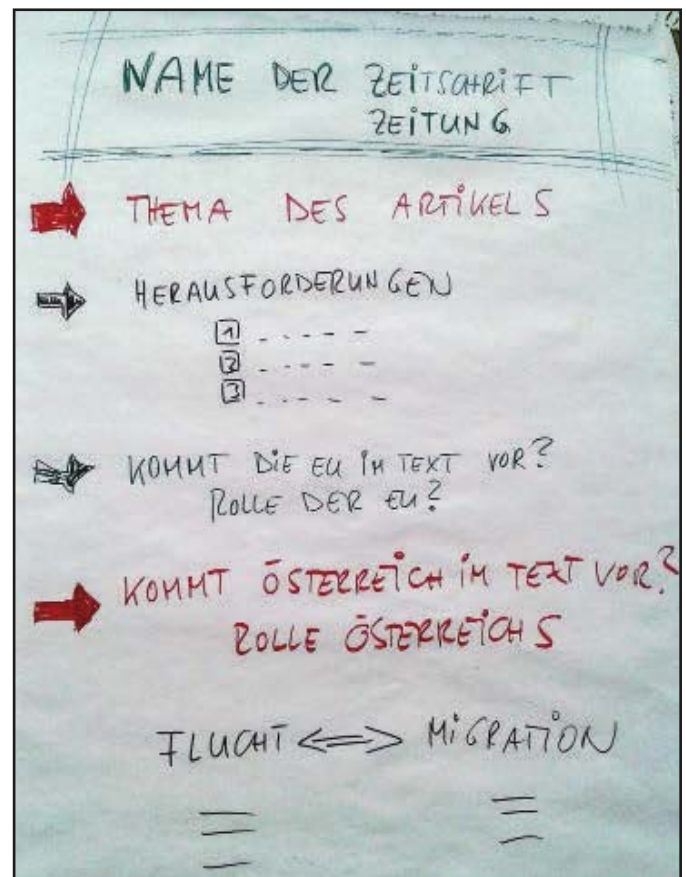 NAME DER ZEITSCHRIFT
ZEITUNG
THEMA DES ARTIKELS
HERAUSFORDERUNGEN
1 . . - - -
2 . - - - -
3 . . - - -
KOMMT DIE EU IM TEXT VOR?
ROLLE DER EU?
KOMMT ÖSTERREICH IM TEXT VOR?
ROLLE ÖSTERREICHS
FLUCHT <=> MIGRATION